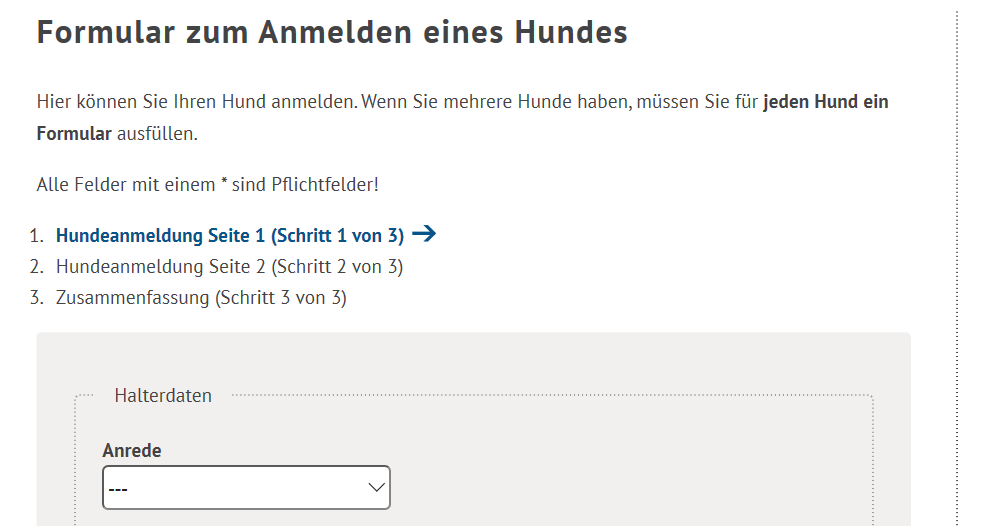 Formular zum Anmelden eines Hundes
Hier können Sie Ihren Hund anmelden. Wenn Sie mehrere Hunde haben, müssen Sie für jeden Hund ein
Formular ausfüllen.
Alle Felder mit einem * sind Pflichtfelder!
1. Hundeanmeldung Seite 1 (Schritt 1 von 3) →
2. Hundeanmeldung Seite 2 (Schritt 2 von 3)
3. Zusammenfassung (Schritt 3 von 3)
Halterdaten
Anrede
---